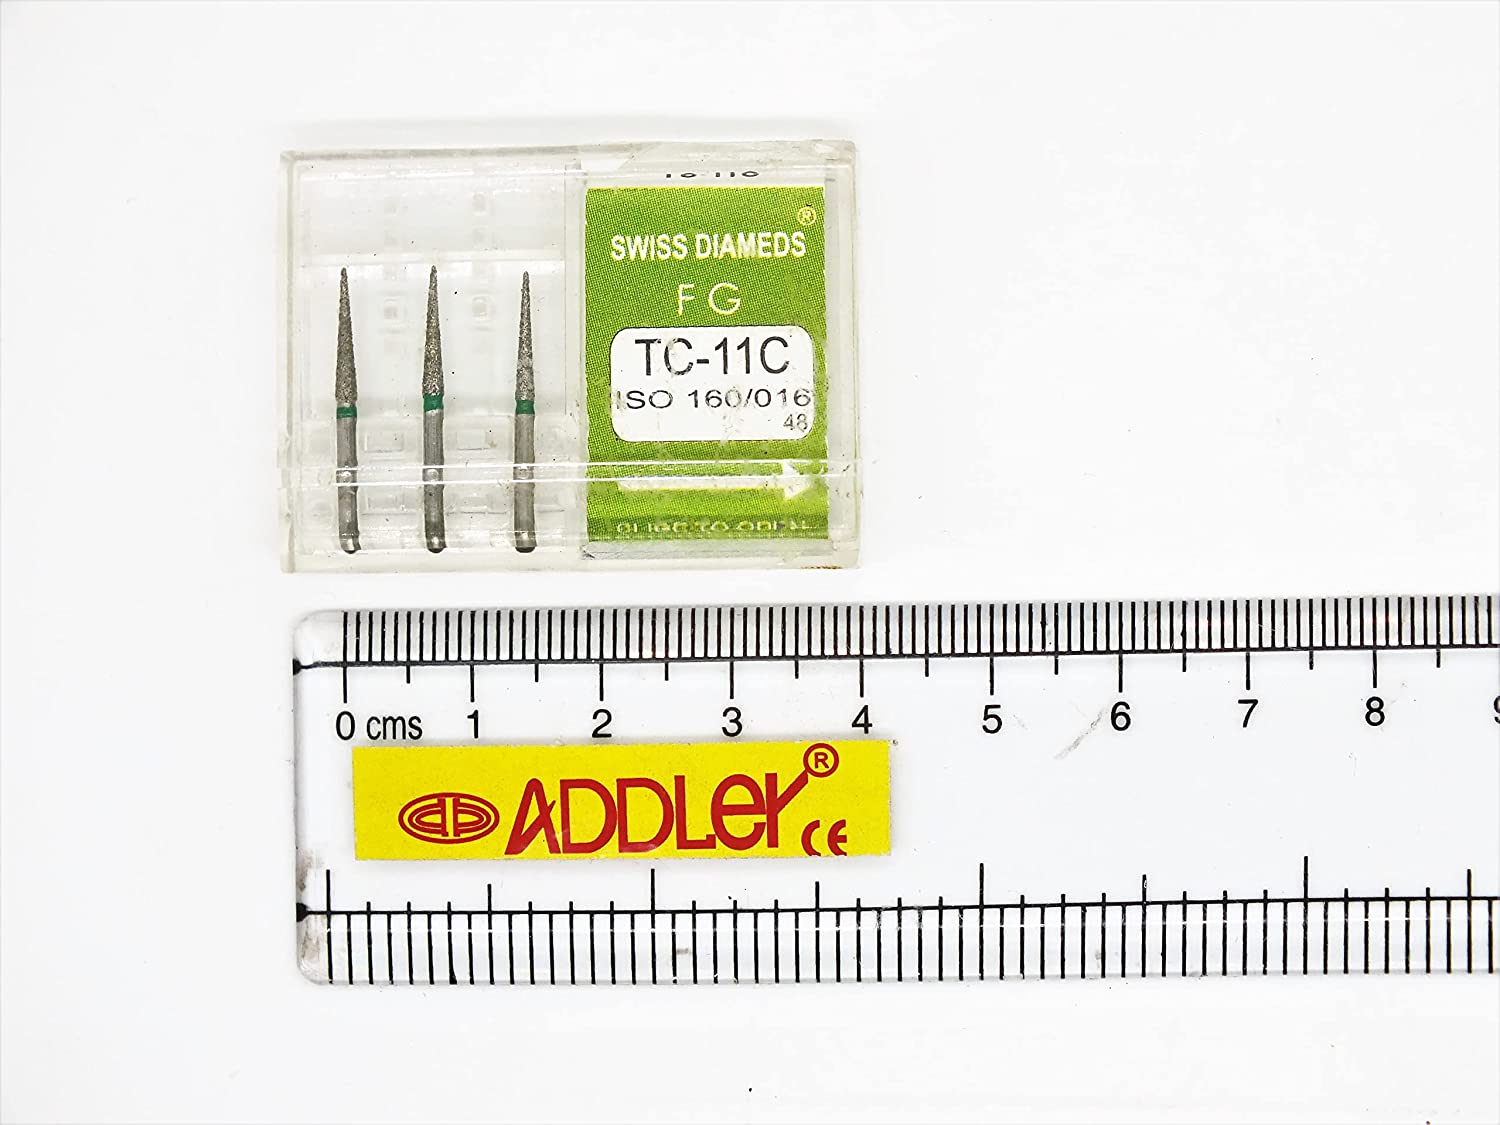 SWISS DIAMEDS ®
FG
TC-11C
ISO 160/016
48
0 cms 1 2 3 4 5 6 7 8
ADDLER ®
CE